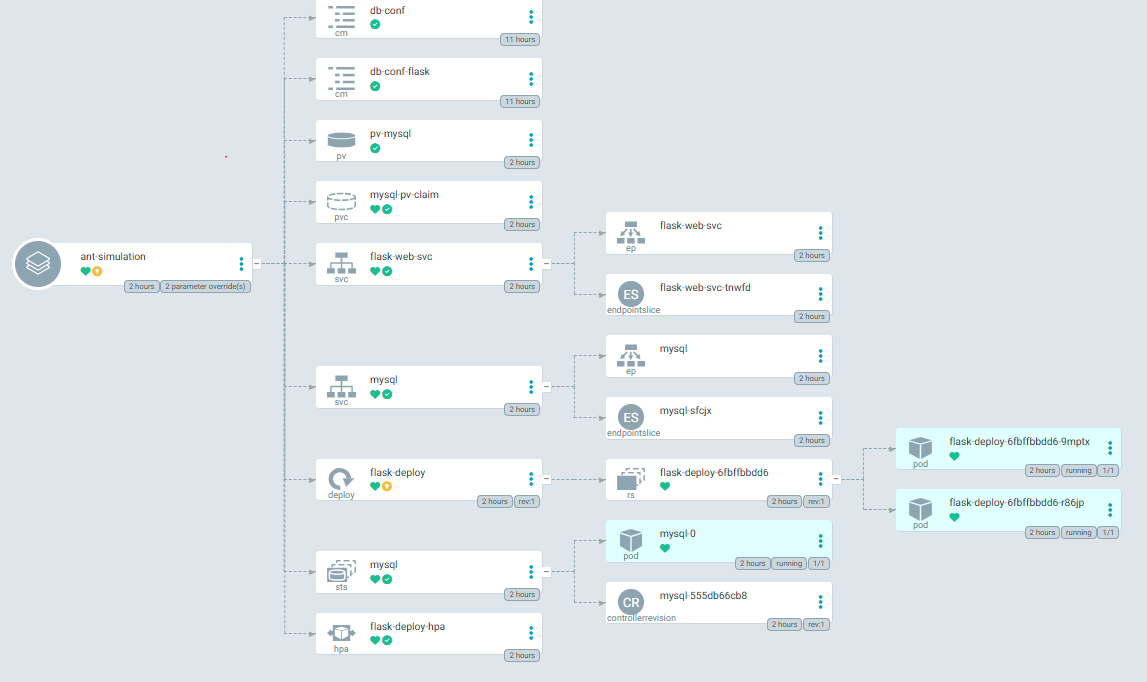 db-conf
cm
11 hours
db-conf-flask
cm
11 hours
pv-mysql
pv
2 hours
mysql-pv-claim
pvc
2 hours
ant-simulation
2 hours
2 parameter override(s)
flask-web-svc
svc
2 hours
flask-web-svc
ep
2 hours
ES
flask-web-svc-tnwfd
endpointslice
2 hours
mysql
svc
2 hours
mysql
ep
2 hours
ES
mysql-sfcjx
endpointslice
2 hours
flask-deploy
deploy
2 hours
rev:1
flask-deploy-6fbffbbdd6
rs
2 hours
rev:1
flask-deploy-6fbffbbdd6-9mptx
pod
2 hours
running
1/1
flask-deploy-6fbffbbdd6-r86jp
pod
2 hours
running
1/1
mysql
sts
2 hours
mysql-0
pod
2 hours
running
1/1
CR
mysql-555db66cb8
controllerrevision
2 hours
rev:1
flask-deploy-hpa
hpa
2 hours